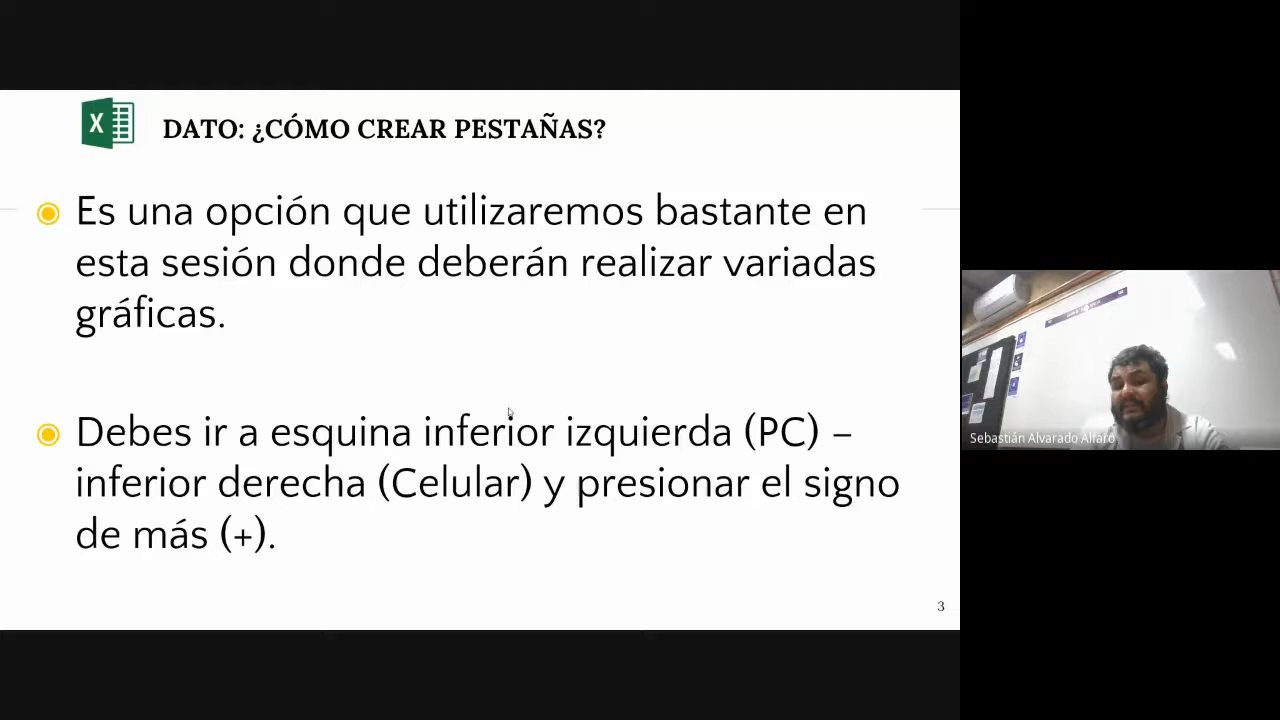 X
DATO: ¿CÓMO CREAR PESTAÑAS?
Es una opción que utilizaremos bastante en
esta sesión donde deberán realizar variadas
gráficas.
Debes ir a esquina inferior izquierda (PC) –
inferior derecha (Celular) y presionar el signo
de más (+).
3
Sebastián Alvarado Alfaro